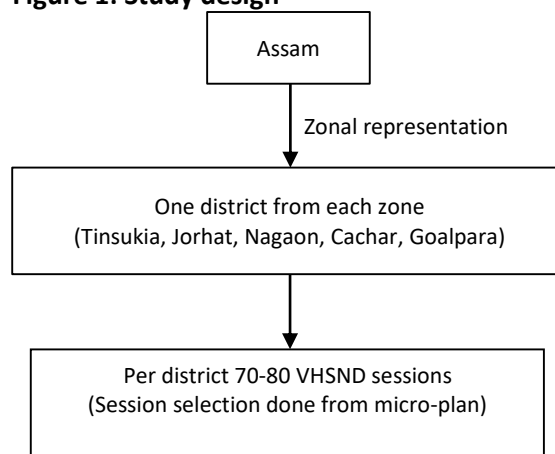 Figure 1: Study design
Assam
Zonal representation
One district from each zone
(Tinsukia, Jorhat, Nagaon, Cachar, Goalpara)
Per district 70-80 VHSND sessions
(Session selection done from micro-plan)